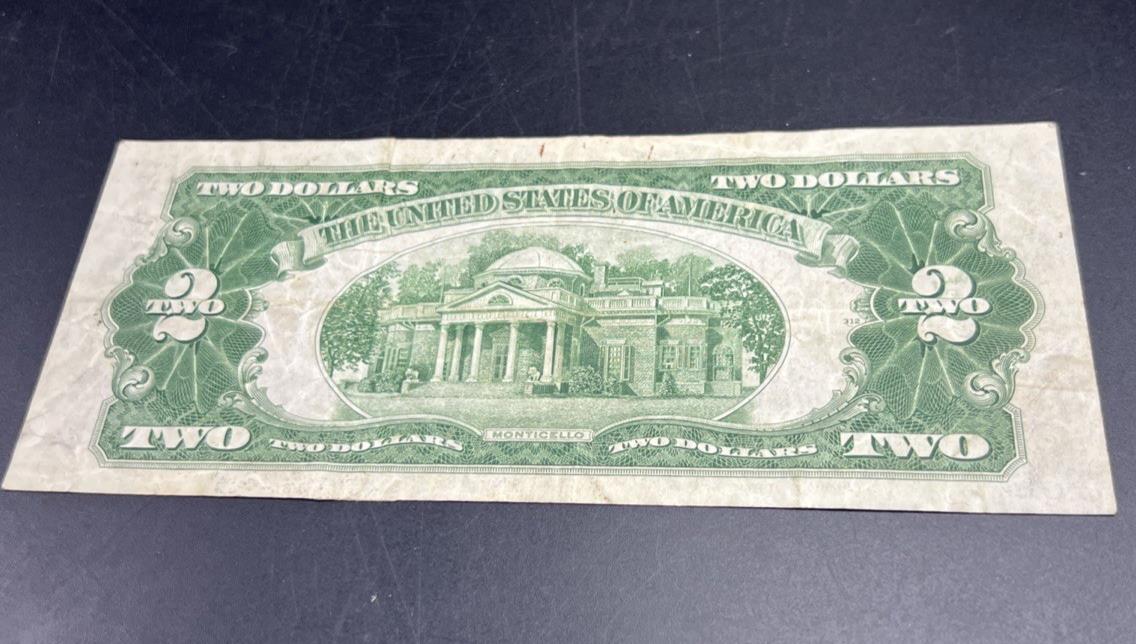 TWO DOLLARS
TWO DOLLARS
THE UNITED STATES OF AMERICA
2
TWO
2
TWO
312
MONTICELLO
TWO
TWO DOLLARS
TWO DOLLARS
TWO